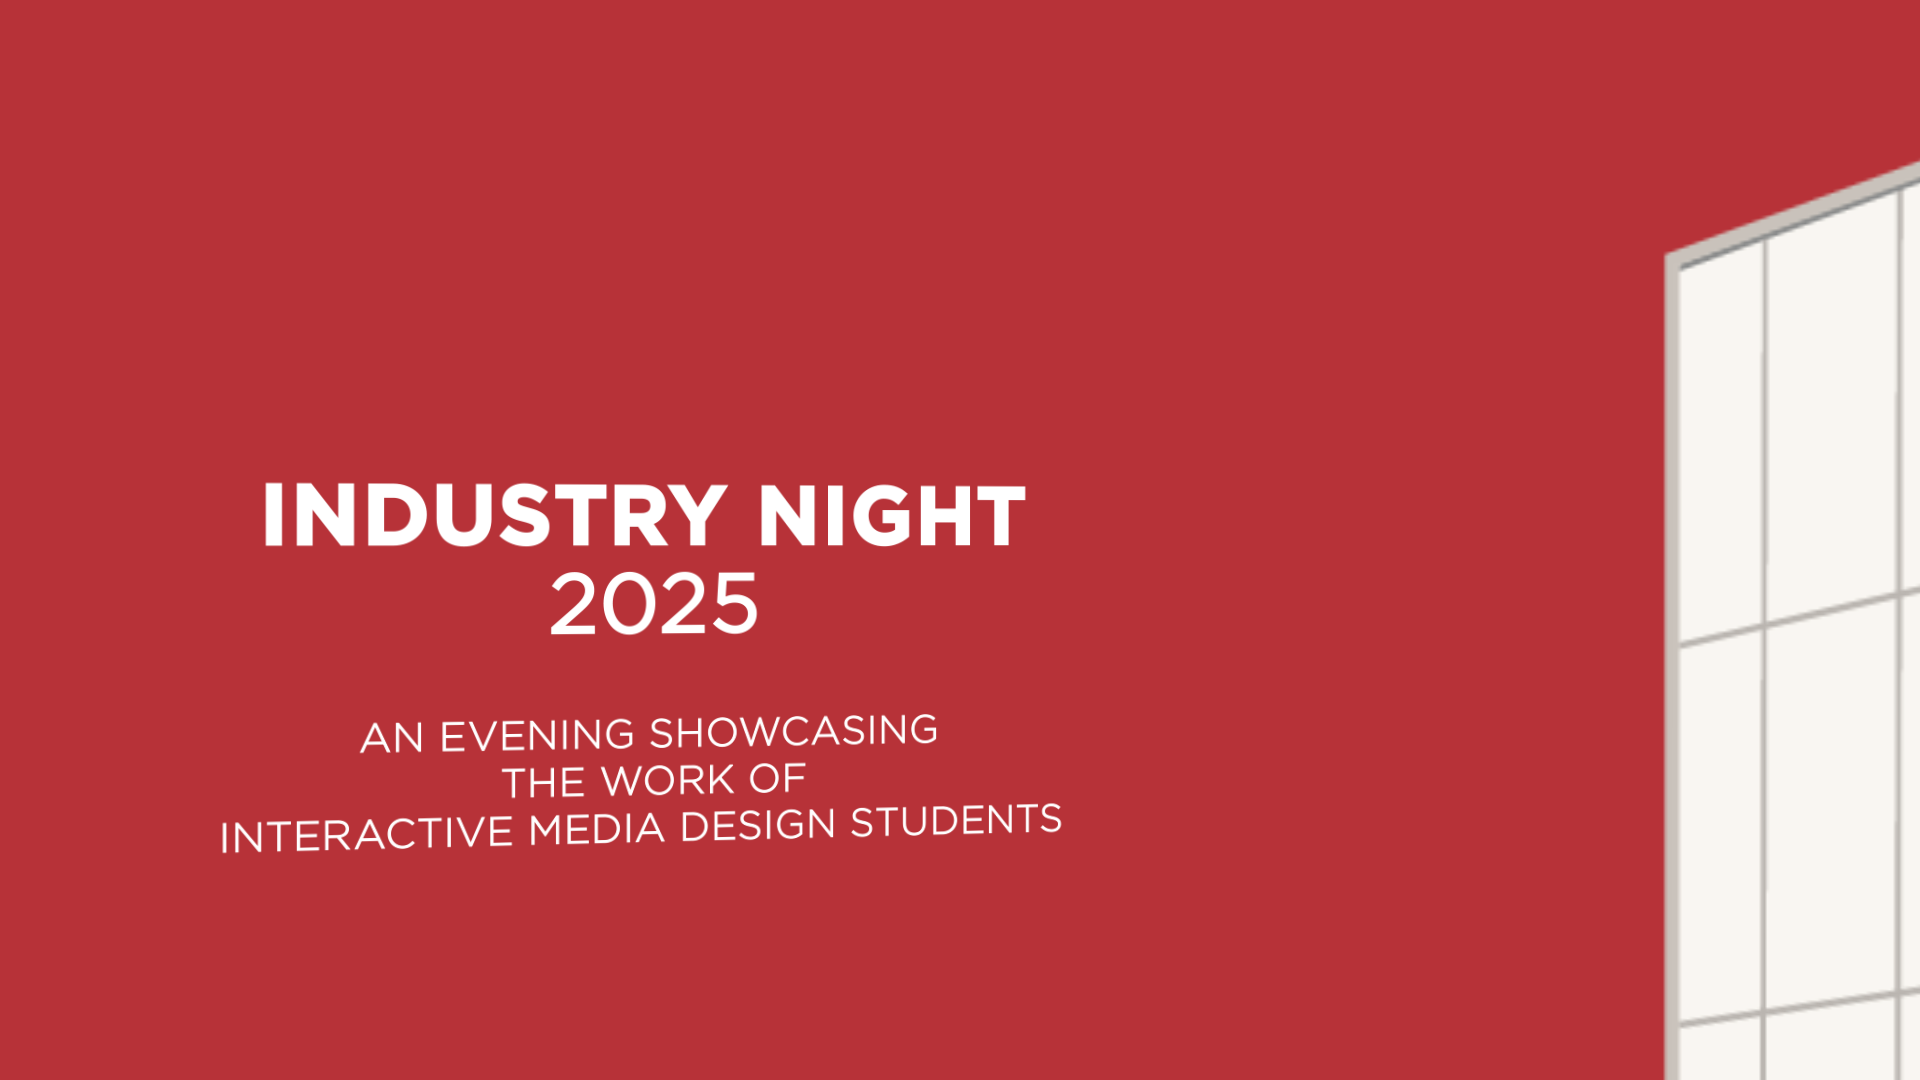 INDUSTRY NIGHT
2025
AN EVENING SHOWCASING
THE WORK OF
INTERACTIVE MEDIA DESIGN STUDENTS